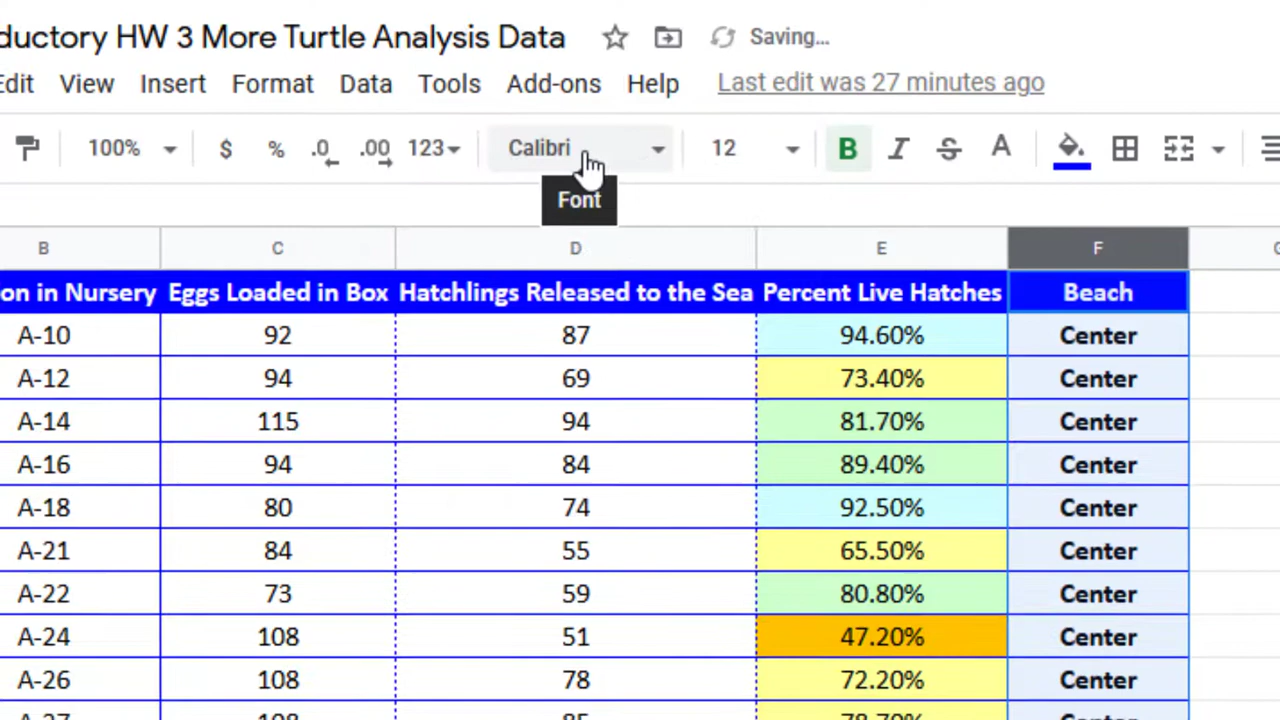 ductory HW 3 More Turtle Analysis Data Saving...
Edit View Insert Format Data Tools Add-ons Help Last edit was 27 minutes ago
100% $ % .0 .00 123 Calibri 12 B I S A
Font
B C D E F
on in Nursery Eggs Loaded in Box Hatchlings Released to the Sea Percent Live Hatches Beach
A-10 92 87 94.60% Center
A-12 94 69 73.40% Center
A-14 115 94 81.70% Center
A-16 94 84 89.40% Center
A-18 80 74 92.50% Center
A-21 84 55 65.50% Center
A-22 73 59 80.80% Center
A-24 108 51 47.20% Center
A-26 108 78 72.20% Center